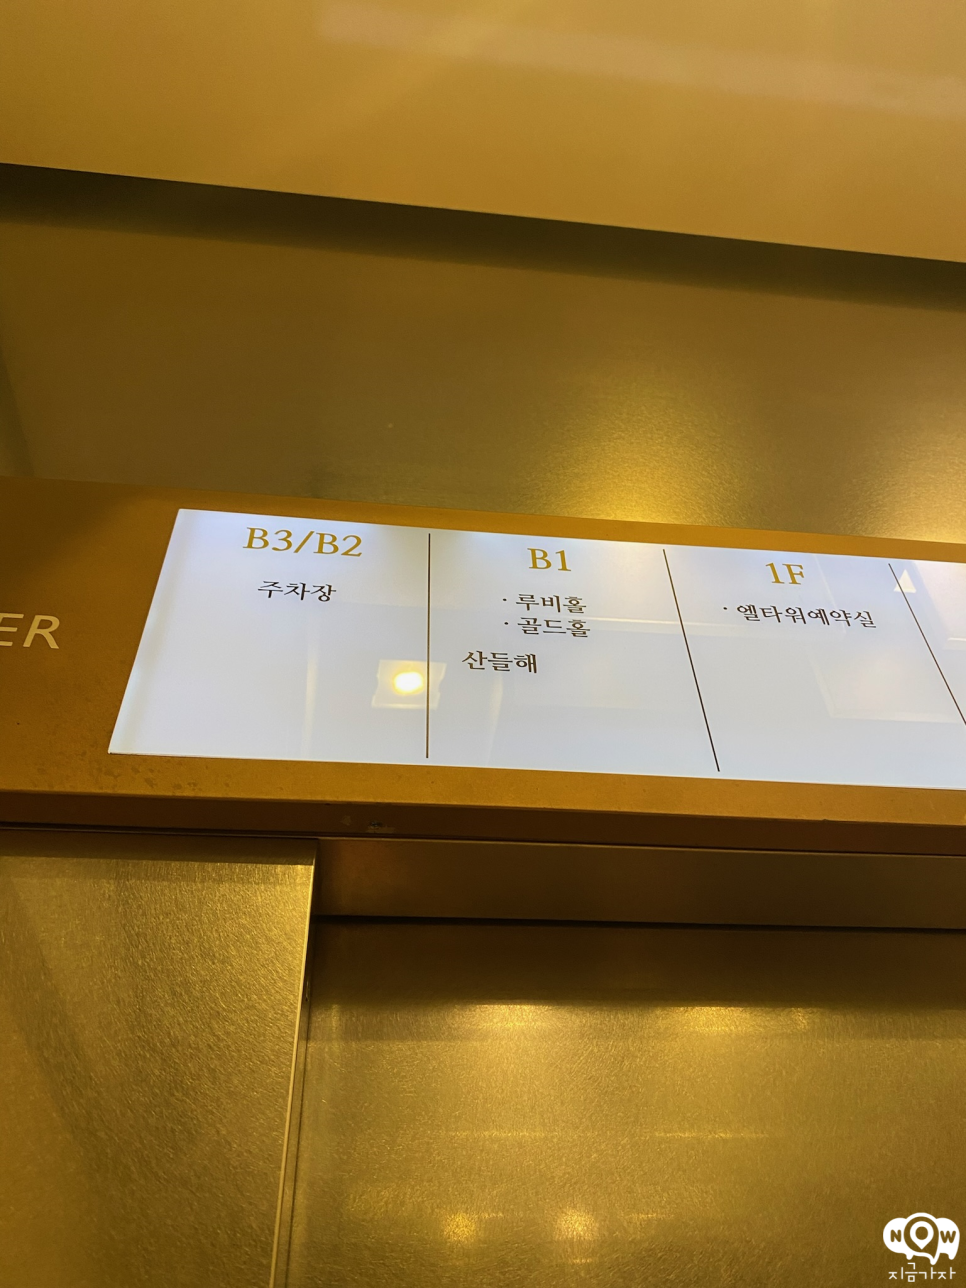 ER
B3/B2
주차장
B1
· 루비홀
· 골드홀
산들해
1F
· 엘타워예약실
NOW
지금가자